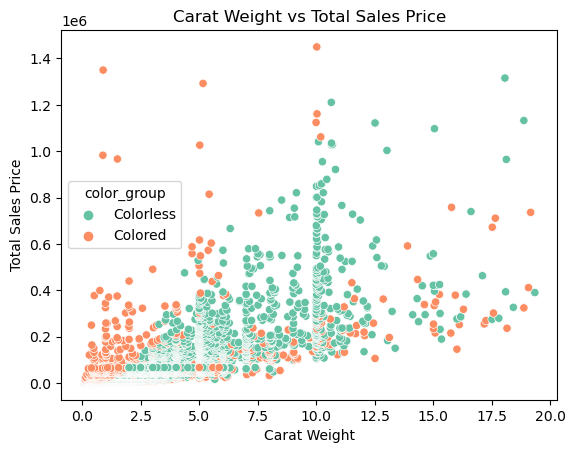 Carat Weight vs Total Sales Price
1e6
1.4
1.2
1.0
0.8
0.6
0.4
0.2
0.0
Total Sales Price
color_group
Colorless
Colored
0.0 2.5 5.0 7.5 10.0 12.5 15.0 17.5 20.0
Carat Weight